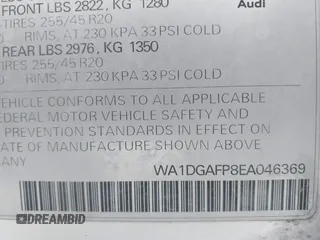 FRONT LBS 2822, KG 1280
Audi
TIRES 255/45 R20
RIMS, AT 230 KPA 33 PSI COLD
REAR LBS 2976, KG 1350
TIRES 255/45 R20
RIMS, AT 230 KPA 33 PSI COLD
VEHICLE CONFORMS TO ALL APPLICABLE
FEDERAL MOTOR VEHICLE SAFETY AND
PREVENTION STANDARDS IN EFFECT ON
DATE OF MANUFACTURE SHOWN ABOVE
WA1DGAFP8EA046369
DREAMBID